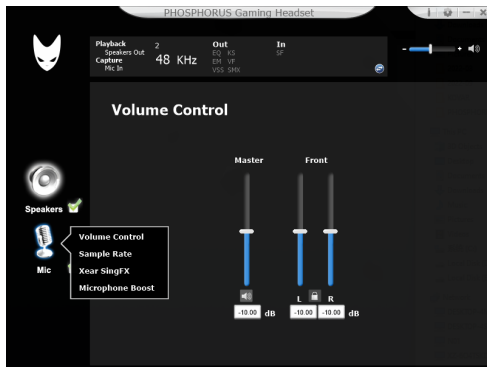 PHOSPHORUS Gaming Headset
Playback
Speakers Out
Capture
Mic In
2
48 KHz
Out
EQ KS
EM VF
VSS SMX
In
SF
- +
Volume Control
Master
Front
Speakers
Mic
Volume Control
Sample Rate
Xear SingFX
Microphone Boost
L R
-10.00 dB
-10.00 -10.00 dB